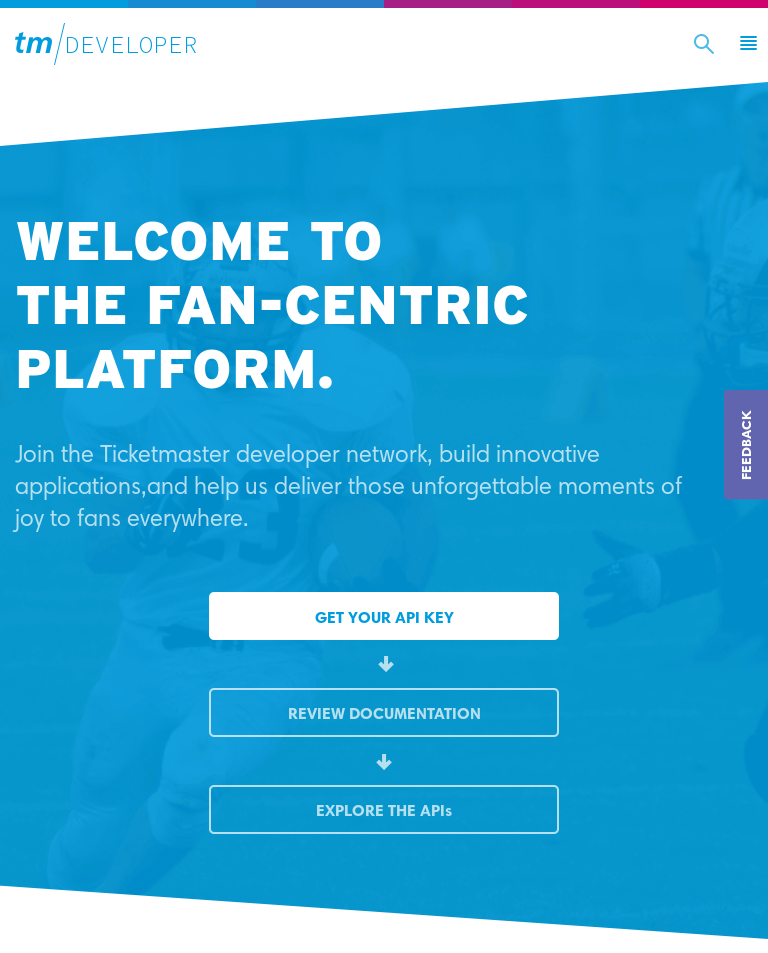 tm/DEVELOPER
WELCOME TO
THE FAN-CENTRIC
PLATFORM.
Join the Ticketmaster developer network, build innovative
applications,and help us deliver those unforgettable moments of
joy to fans everywhere.
FEEDBACK
GET YOUR API KEY
REVIEW DOCUMENTATION
EXPLORE THE APIs